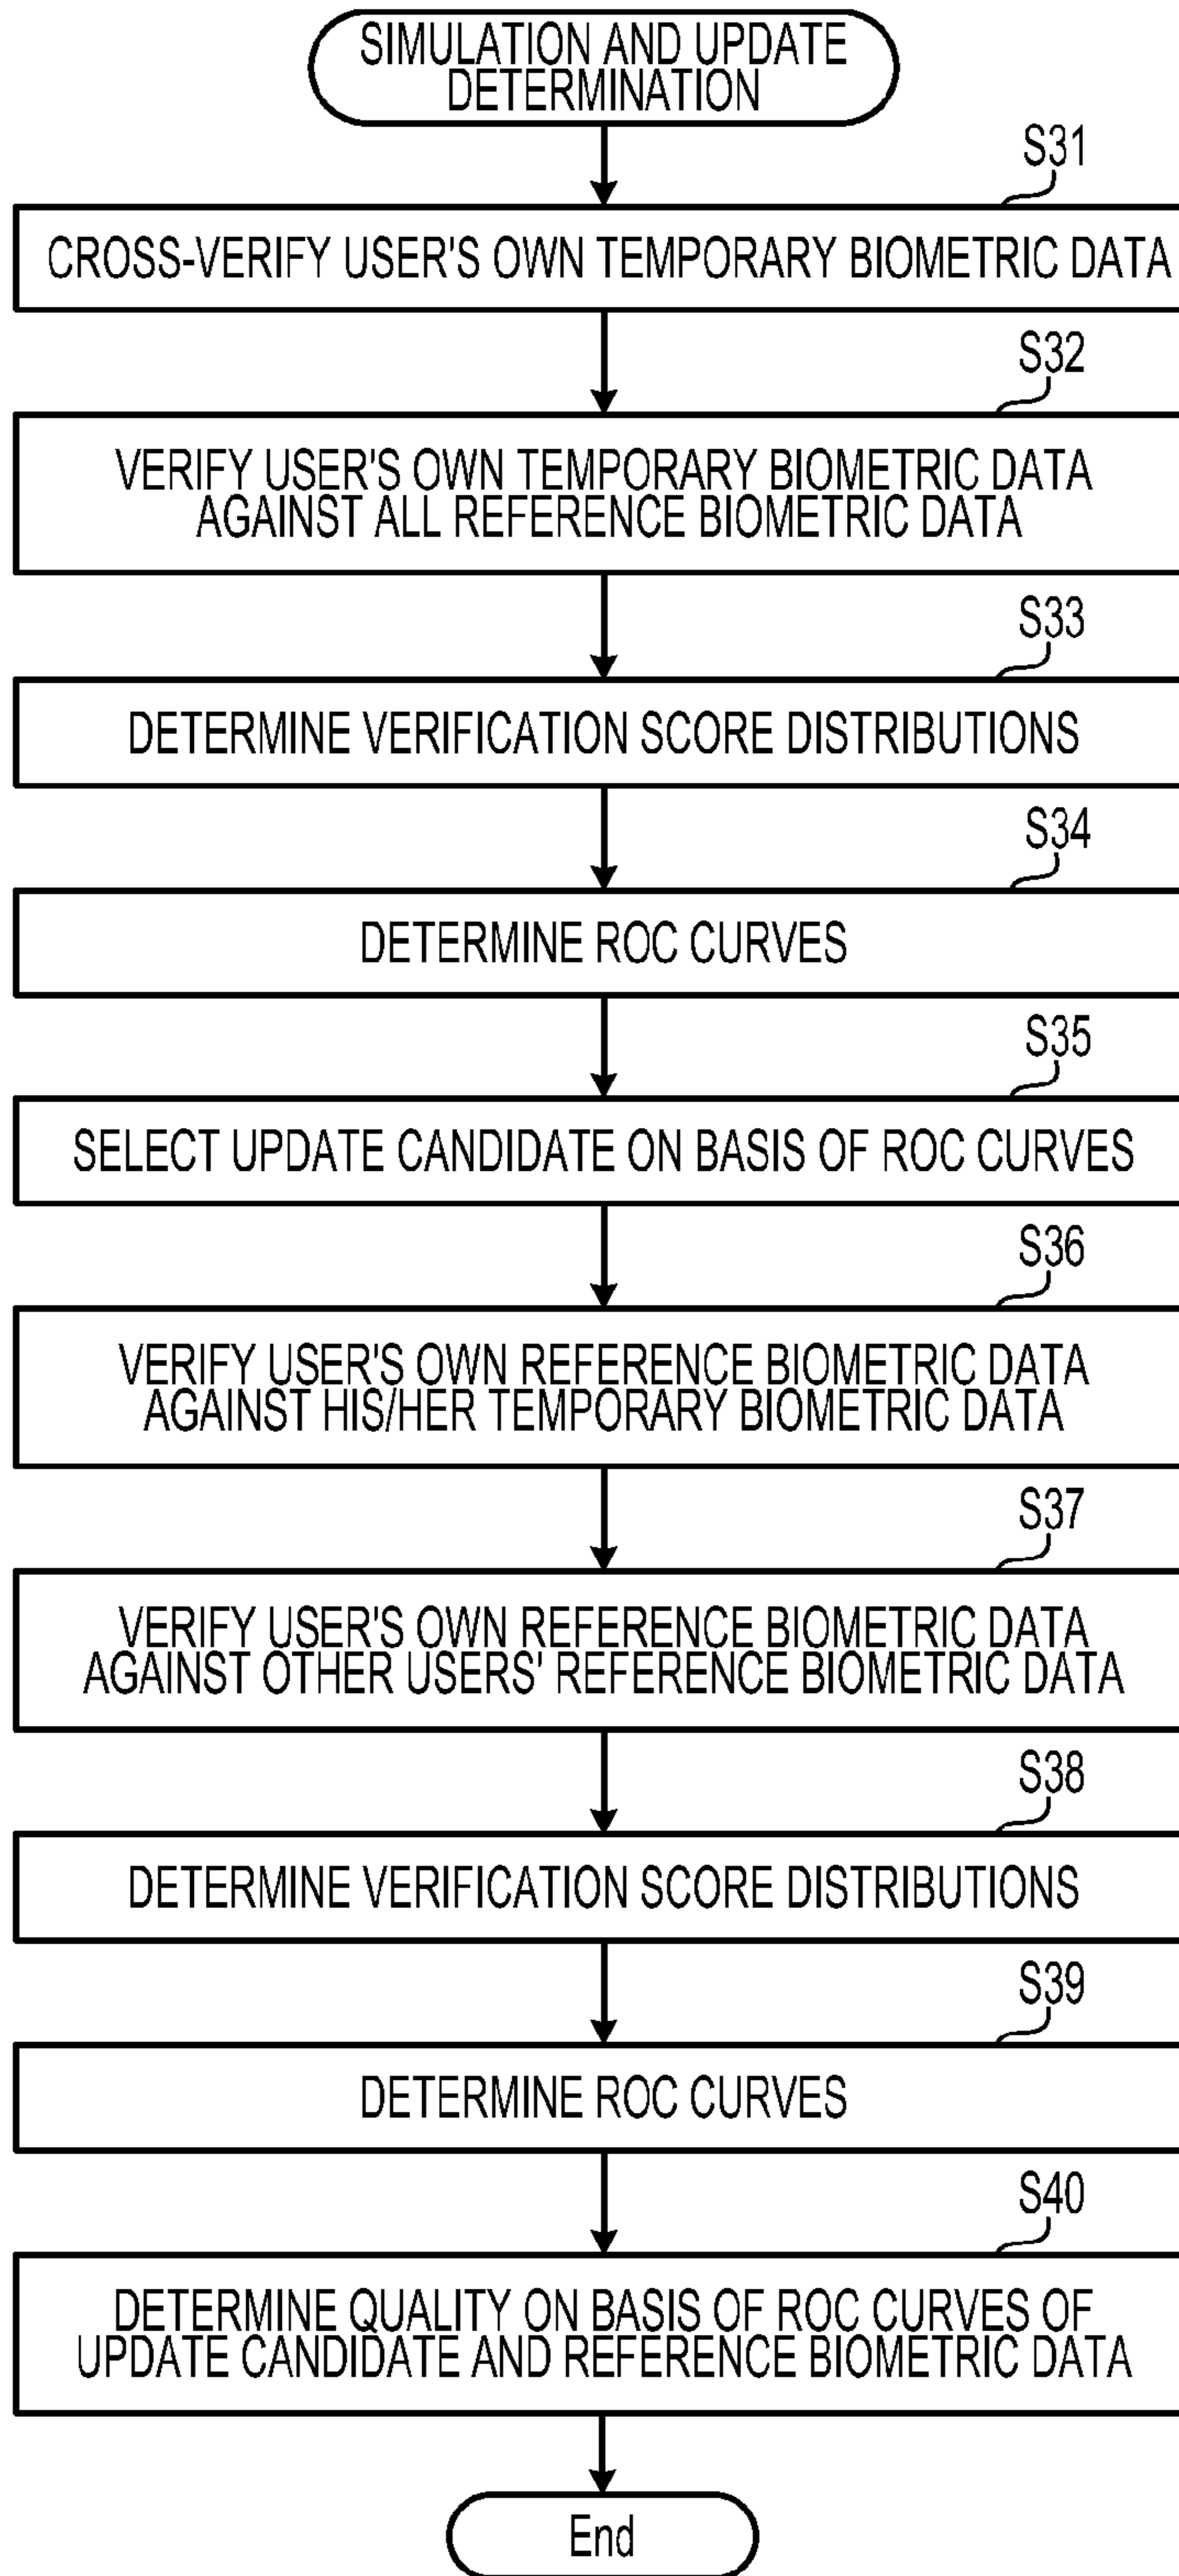 SIMULATION AND UPDATE
DETERMINATION
S31
CROSS-VERIFY USER'S OWN TEMPORARY BIOMETRIC DATA
S32
VERIFY USER'S OWN TEMPORARY BIOMETRIC DATA
AGAINST ALL REFERENCE BIOMETRIC DATA
S33
DETERMINE VERIFICATION SCORE DISTRIBUTIONS
S34
DETERMINE ROC CURVES
S35
SELECT UPDATE CANDIDATE ON BASIS OF ROC CURVES
S36
VERIFY USER'S OWN REFERENCE BIOMETRIC DATA
AGAINST HIS/HER TEMPORARY BIOMETRIC DATA
S37
VERIFY USER'S OWN REFERENCE BIOMETRIC DATA
AGAINST OTHER USERS' REFERENCE BIOMETRIC DATA
S38
DETERMINE VERIFICATION SCORE DISTRIBUTIONS
S39
DETERMINE ROC CURVES
S40
DETERMINE QUALITY ON BASIS OF ROC CURVES OF
UPDATE CANDIDATE AND REFERENCE BIOMETRIC DATA
End